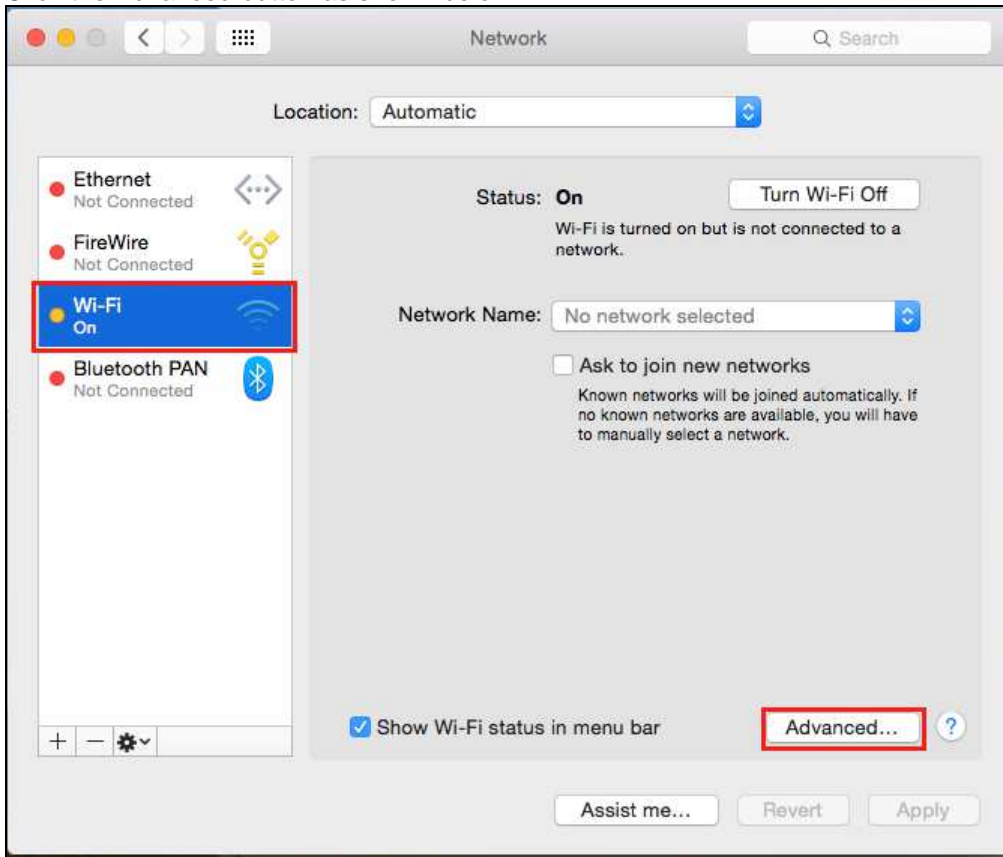 Network
Search
Location: Automatic
Ethernet
Not Connected
FireWire
Not Connected
Wi-Fi
On
Bluetooth PAN
Not Connected
Status: On
Turn Wi-Fi Off
Wi-Fi is turned on but is not connected to a
network.
Network Name: No network selected
Ask to join new networks
Known networks will be joined automatically. If
no known networks are available, you will have
to manually select a network.
Show Wi-Fi status in menu bar
Advanced...
?
Assist me...
Revert
Apply